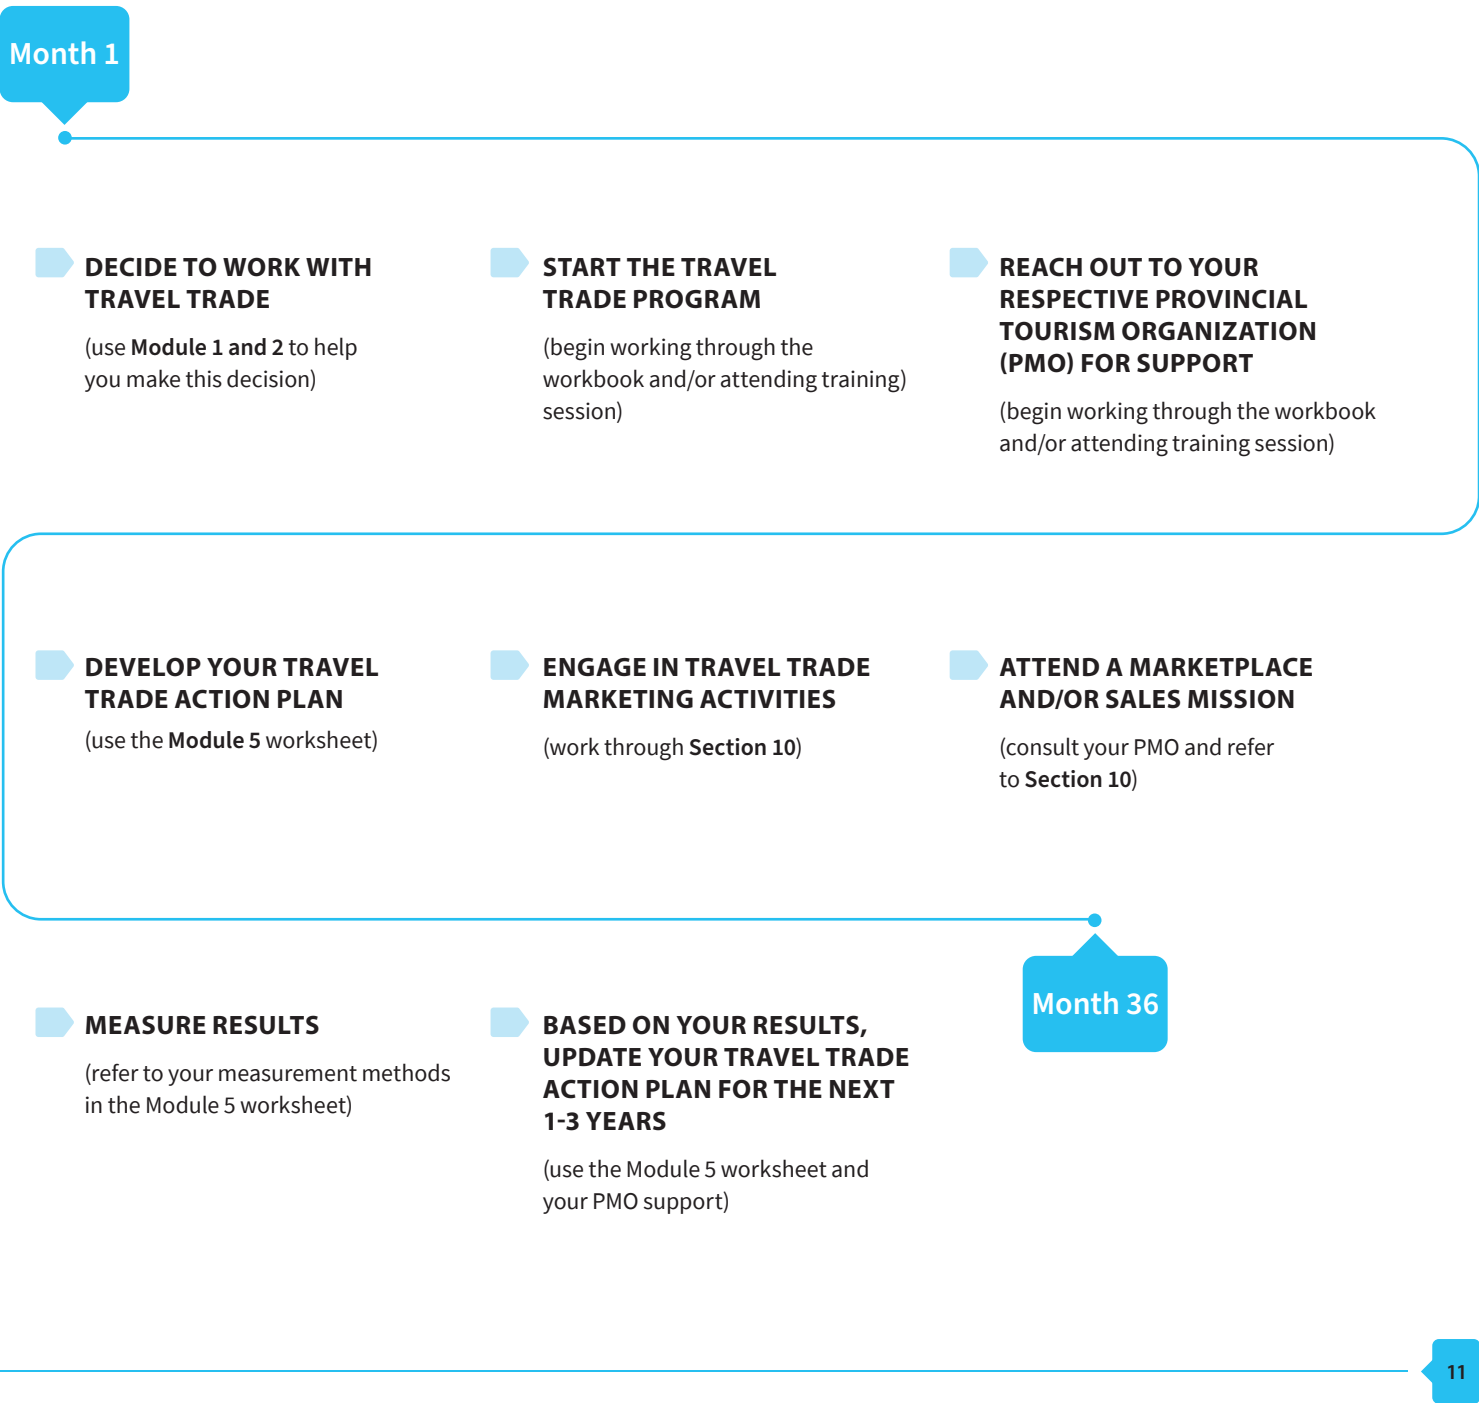 Month 1
DECIDE TO WORK WITH
TRAVEL TRADE
(use Module 1 and 2 to help
you make this decision)
START THE TRAVEL
TRADE PROGRAM
(begin working through the
workbook and/or attending training)
session)
REACH OUT TO YOUR
RESPECTIVE PROVINCIAL
TOURISM ORGANIZATION
(PMO) FOR SUPPORT
(begin working through the workbook
and/or attending training session)
DEVELOP YOUR TRAVEL
TRADE ACTION PLAN
(use the Module 5 worksheet)
ENGAGE IN TRAVEL TRADE
MARKETING ACTIVITIES
(work through Section 10)
ATTEND A MARKETPLACE
AND/OR SALES MISSION
(consult your PMO and refer
to Section 10)
MEASURE RESULTS
(refer to your measurement methods
in the Module 5 worksheet)
BASED ON YOUR RESULTS,
UPDATE YOUR TRAVEL TRADE
ACTION PLAN FOR THE NEXT
1-3 YEARS
(use the Module 5 worksheet and
your PMO support)
Month 36
11